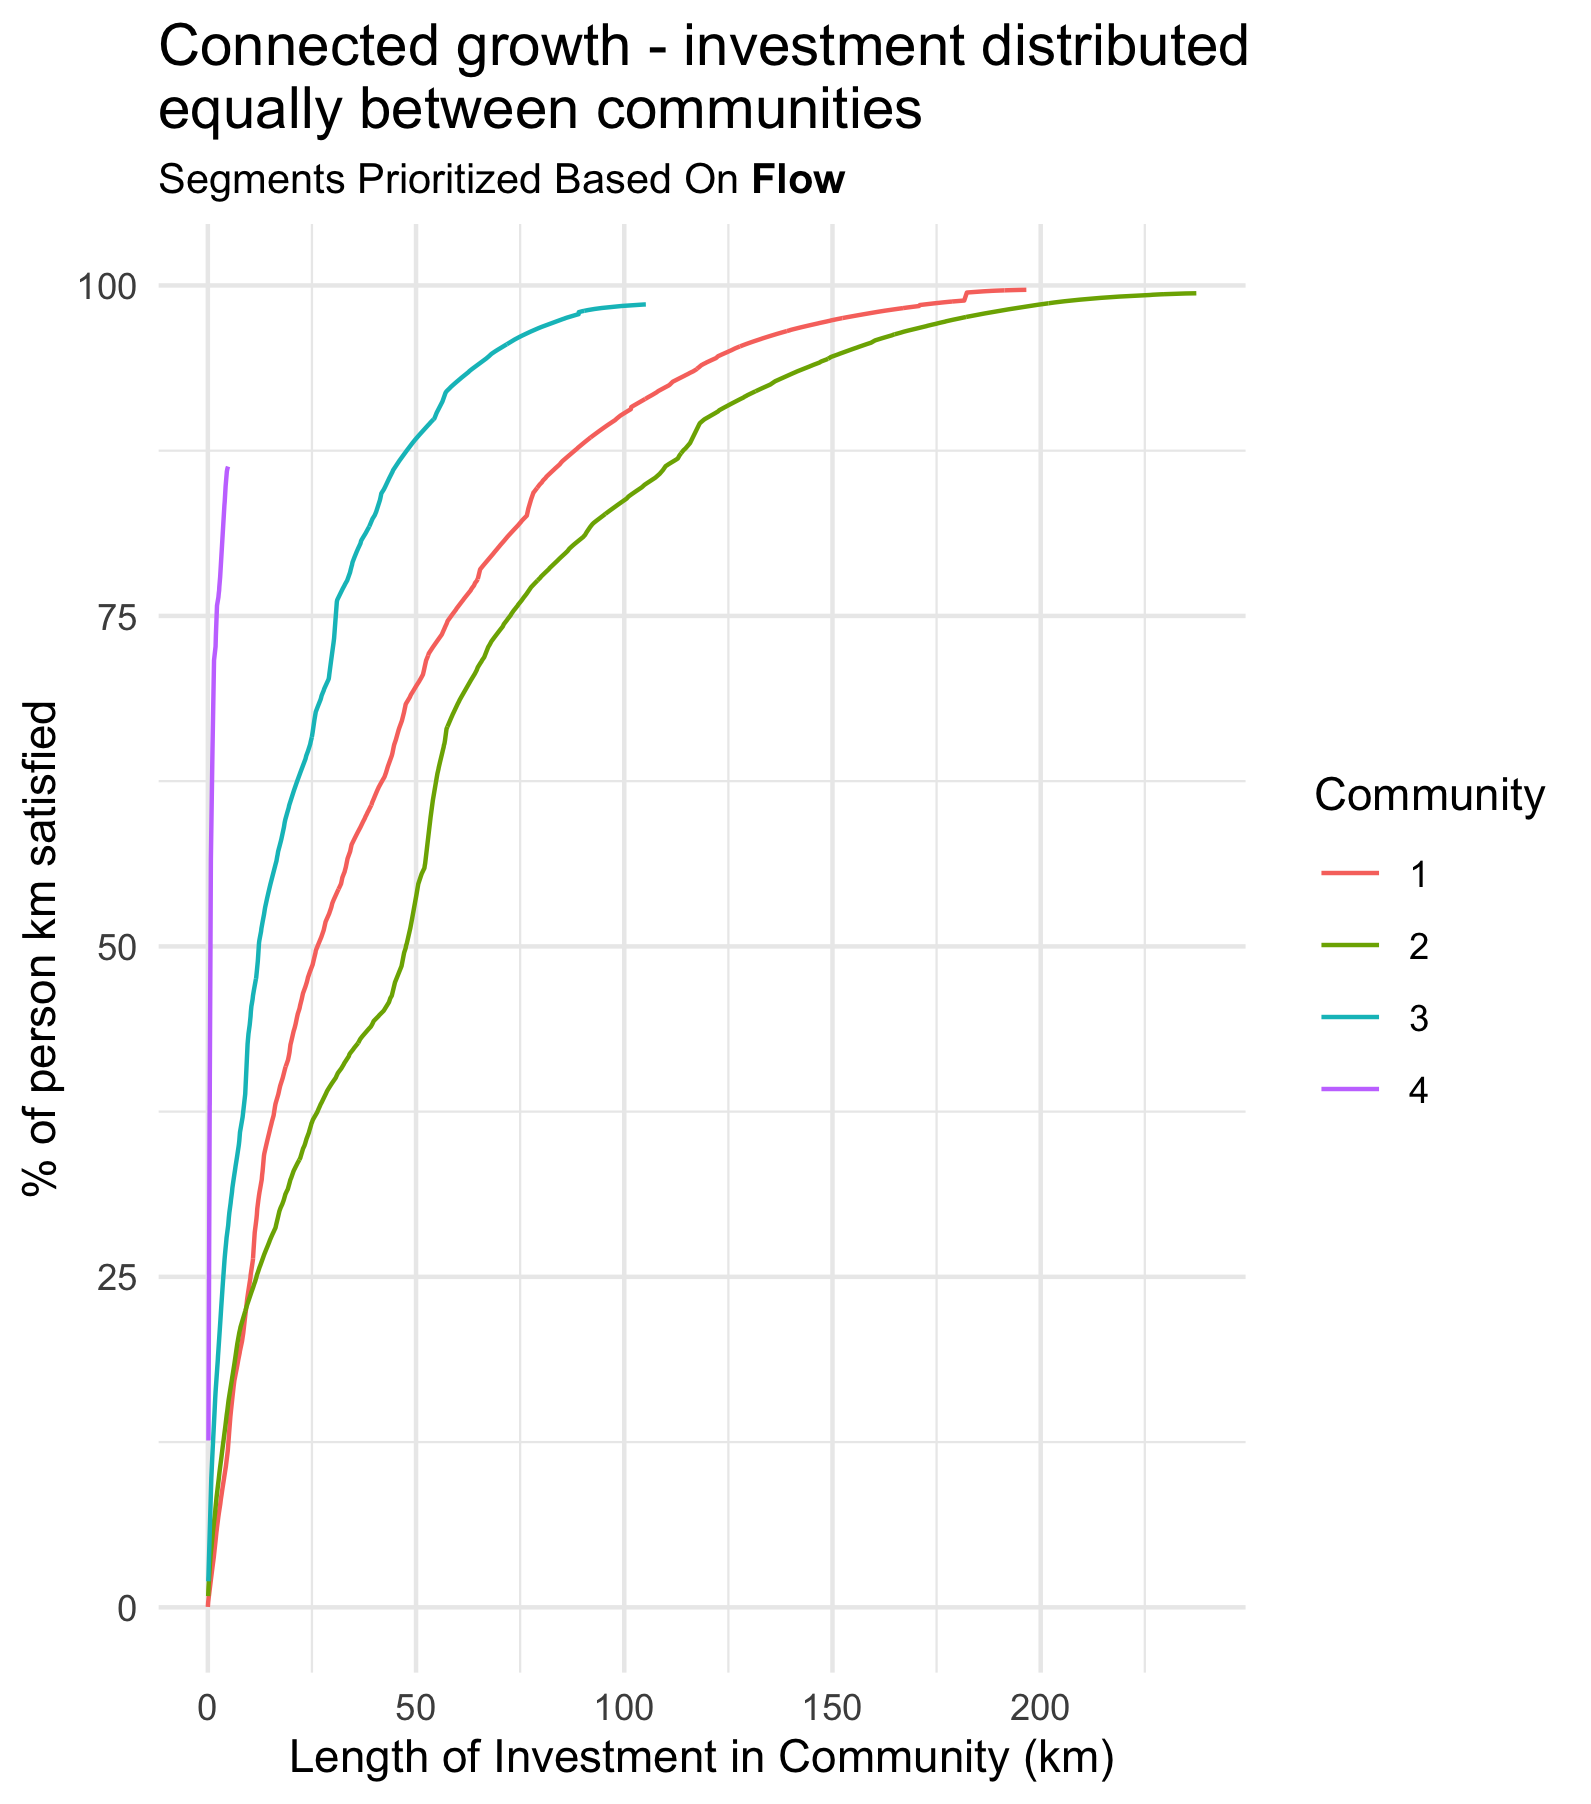 Connected growth - investment distributed
equally between communities
Segments Prioritized Based On Flow
100
75
50
25
0
% of person km satisfied
0 50 100 150 200
Length of Investment in Community (km)
Community
1
2
3
4